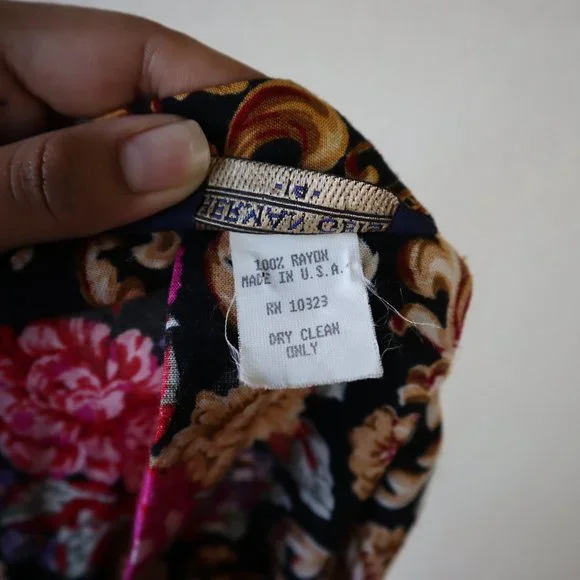 100% RAYON
MADE IN U.S.A.
RN 10323
DRY CLEAN
ONLY